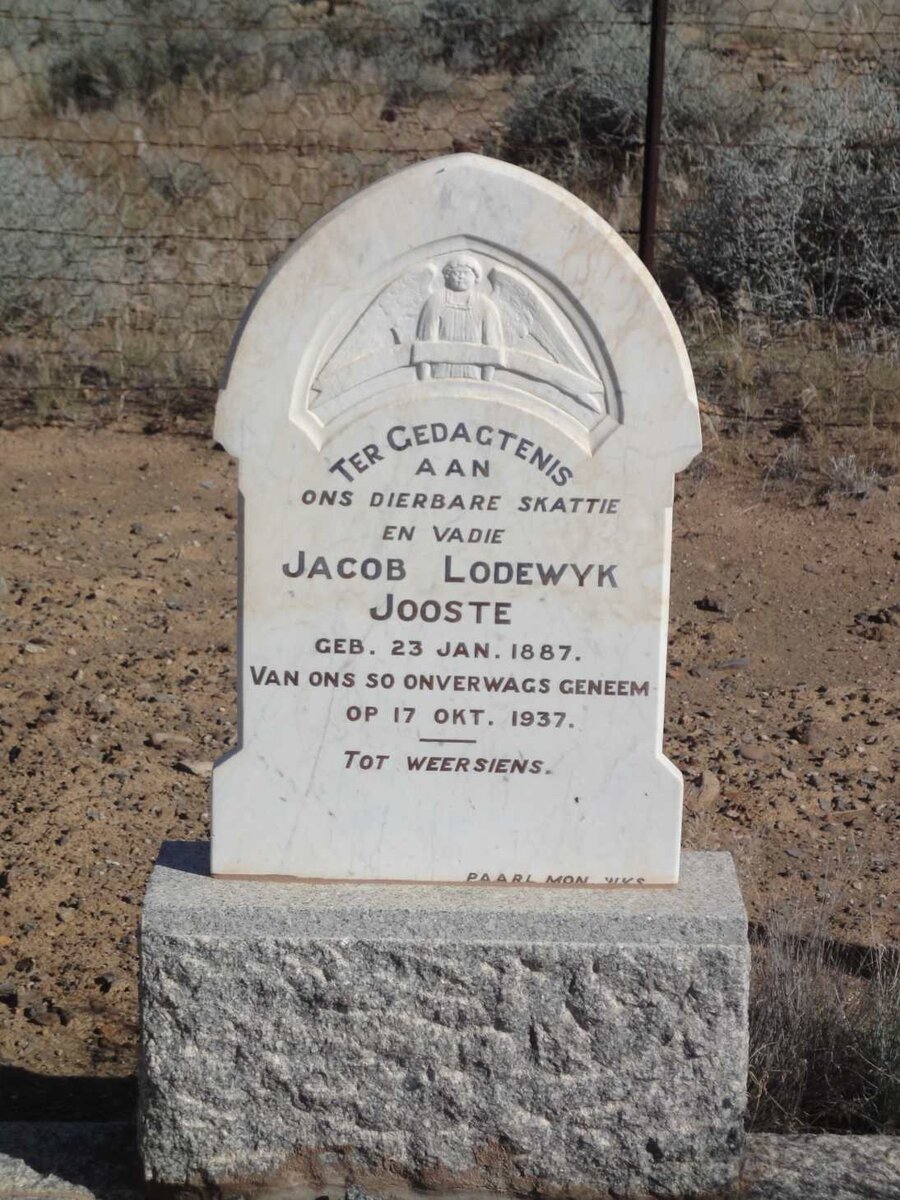 TER GEDAGTENIS
AAN
ONS DIERBARE SKATTIE
EN VADIE
JACOB LODEWYK
JOOSTE
GEB. 23 JAN. 1887.
VAN ONS SO ONVERWAGS GENEEM
OP 17 OKT. 1937.
TOT WEERSIENS.
PAARL MON. WKS